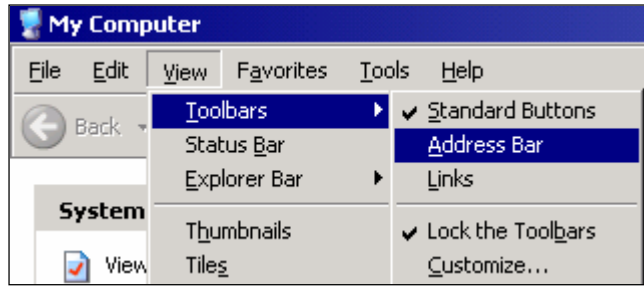 My Computer
File Edit View Favorites Tools Help
Back Toolbars Standard Buttons
Status Bar Address Bar
Explorer Bar Links
System Thumbnails Lock the Toolbars
View Tiles Customize...